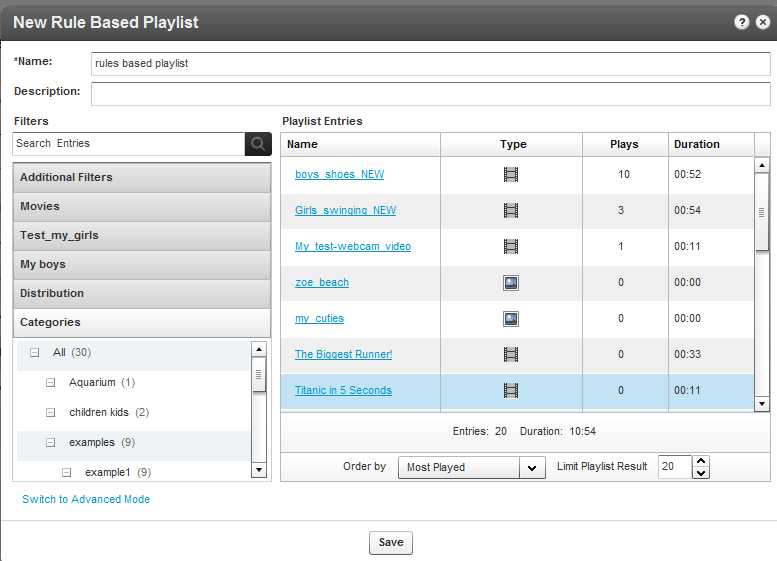 New Rule Based Playlist
*Name: rules based playlist
Description:
Filters
Search Entries
Additional Filters
Movies
Test_my_girls
My boys
Distribution
Categories
All (30)
Aquarium (1)
children kids (2)
examples (9)
example1 (9)
Switch to Advanced Mode
Playlist Entries
Name Type Plays Duration
boys_shoes_NEW 10 00:52
Girls_swinging_NEW 3 00:54
My_test-webcam_video 1 00:11
zoe_beach 0 00:00
my_cuties 0 00:00
The Biggest Runner! 0 00:33
Titanic in 5 Seconds 0 00:11
Entries: 20 Duration: 10:54
Order by Most Played Limit Playlist Result 20
Save